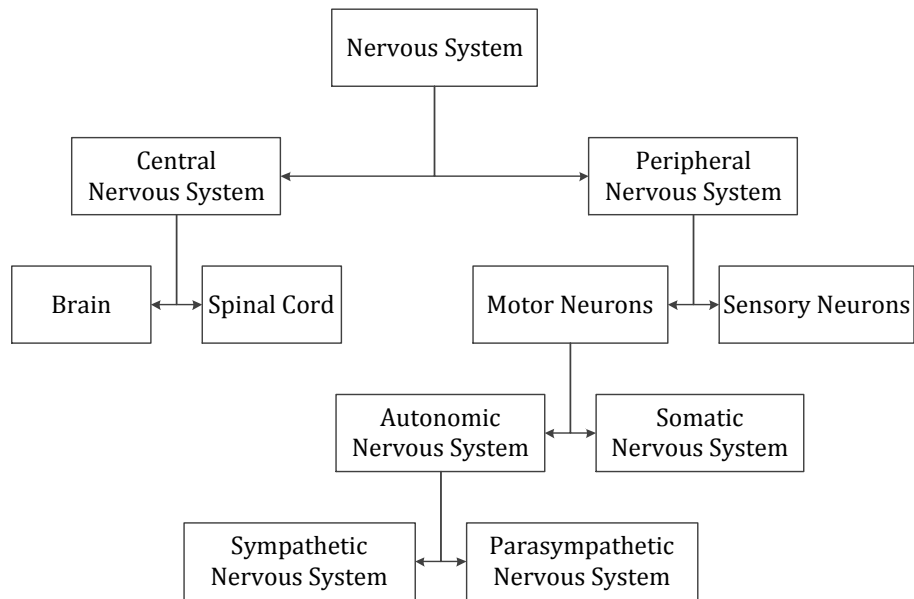 Nervous System
Central
Nervous System
Peripheral
Nervous System
Brain
Spinal Cord
Motor Neurons
Sensory Neurons
Autonomic
Nervous System
Somatic
Nervous System
Sympathetic
Nervous System
Parasympathetic
Nervous System